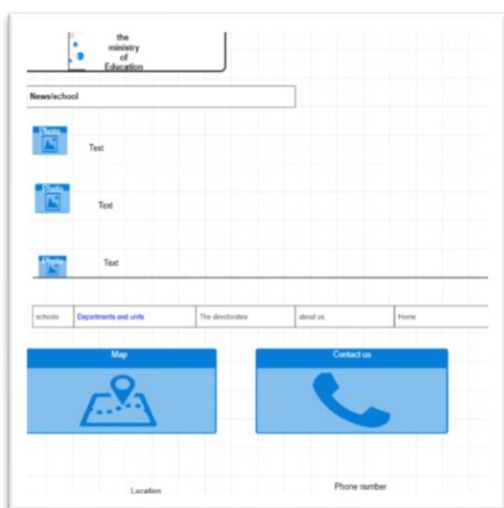 the
ministry
of
Education
News/school
Photo
Text
Photo
Text
Photo
Text
schools Departments and units The directorates about us Home
Map Contact us
Location Phone number